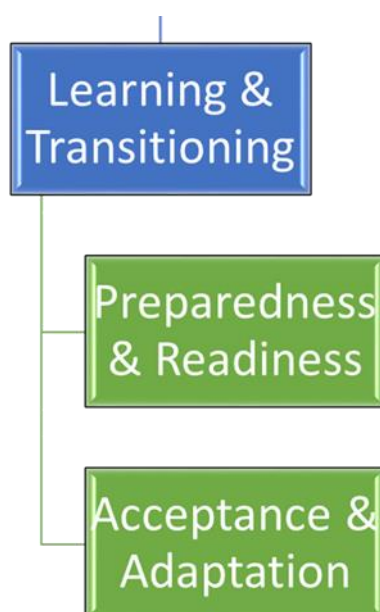 Learning &
Transitioning
Preparedness
& Readiness
Acceptance &
Adaptation